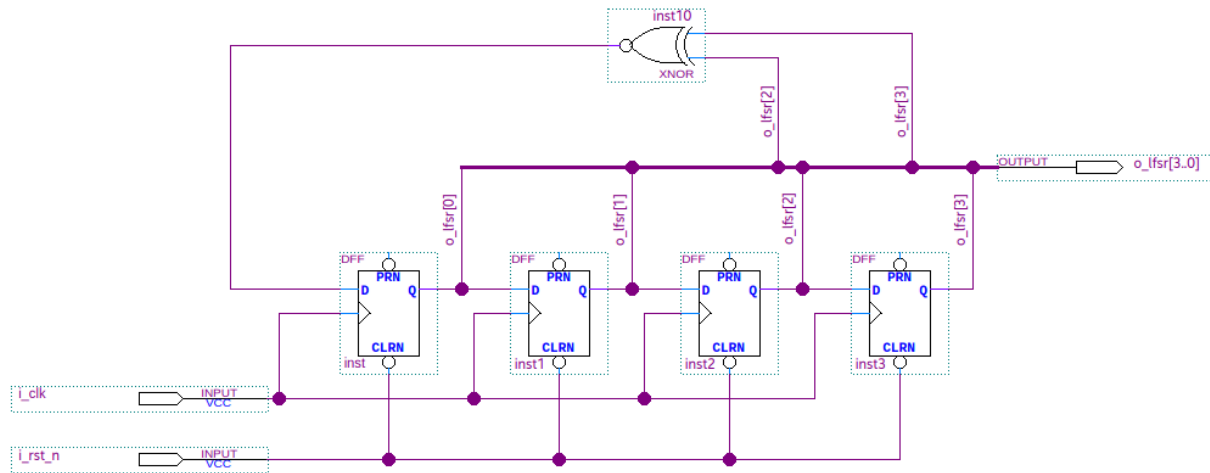 inst10
XNOR
o_lfsr[2]
o_lfsr[3]
OUTPUT
o_lfsr[3..0]
o_lfsr[0]
o_lfsr[1]
o_lfsr[2]
o_lfsr[3]
DFF
PRN
D
Q
CLRN
inst
DFF
PRN
D
Q
CLRN
inst1
DFF
PRN
D
Q
CLRN
inst2
DFF
PRN
D
Q
CLRN
inst3
i_clk
INPUT
VCC
i_rst_n
INPUT
VCC